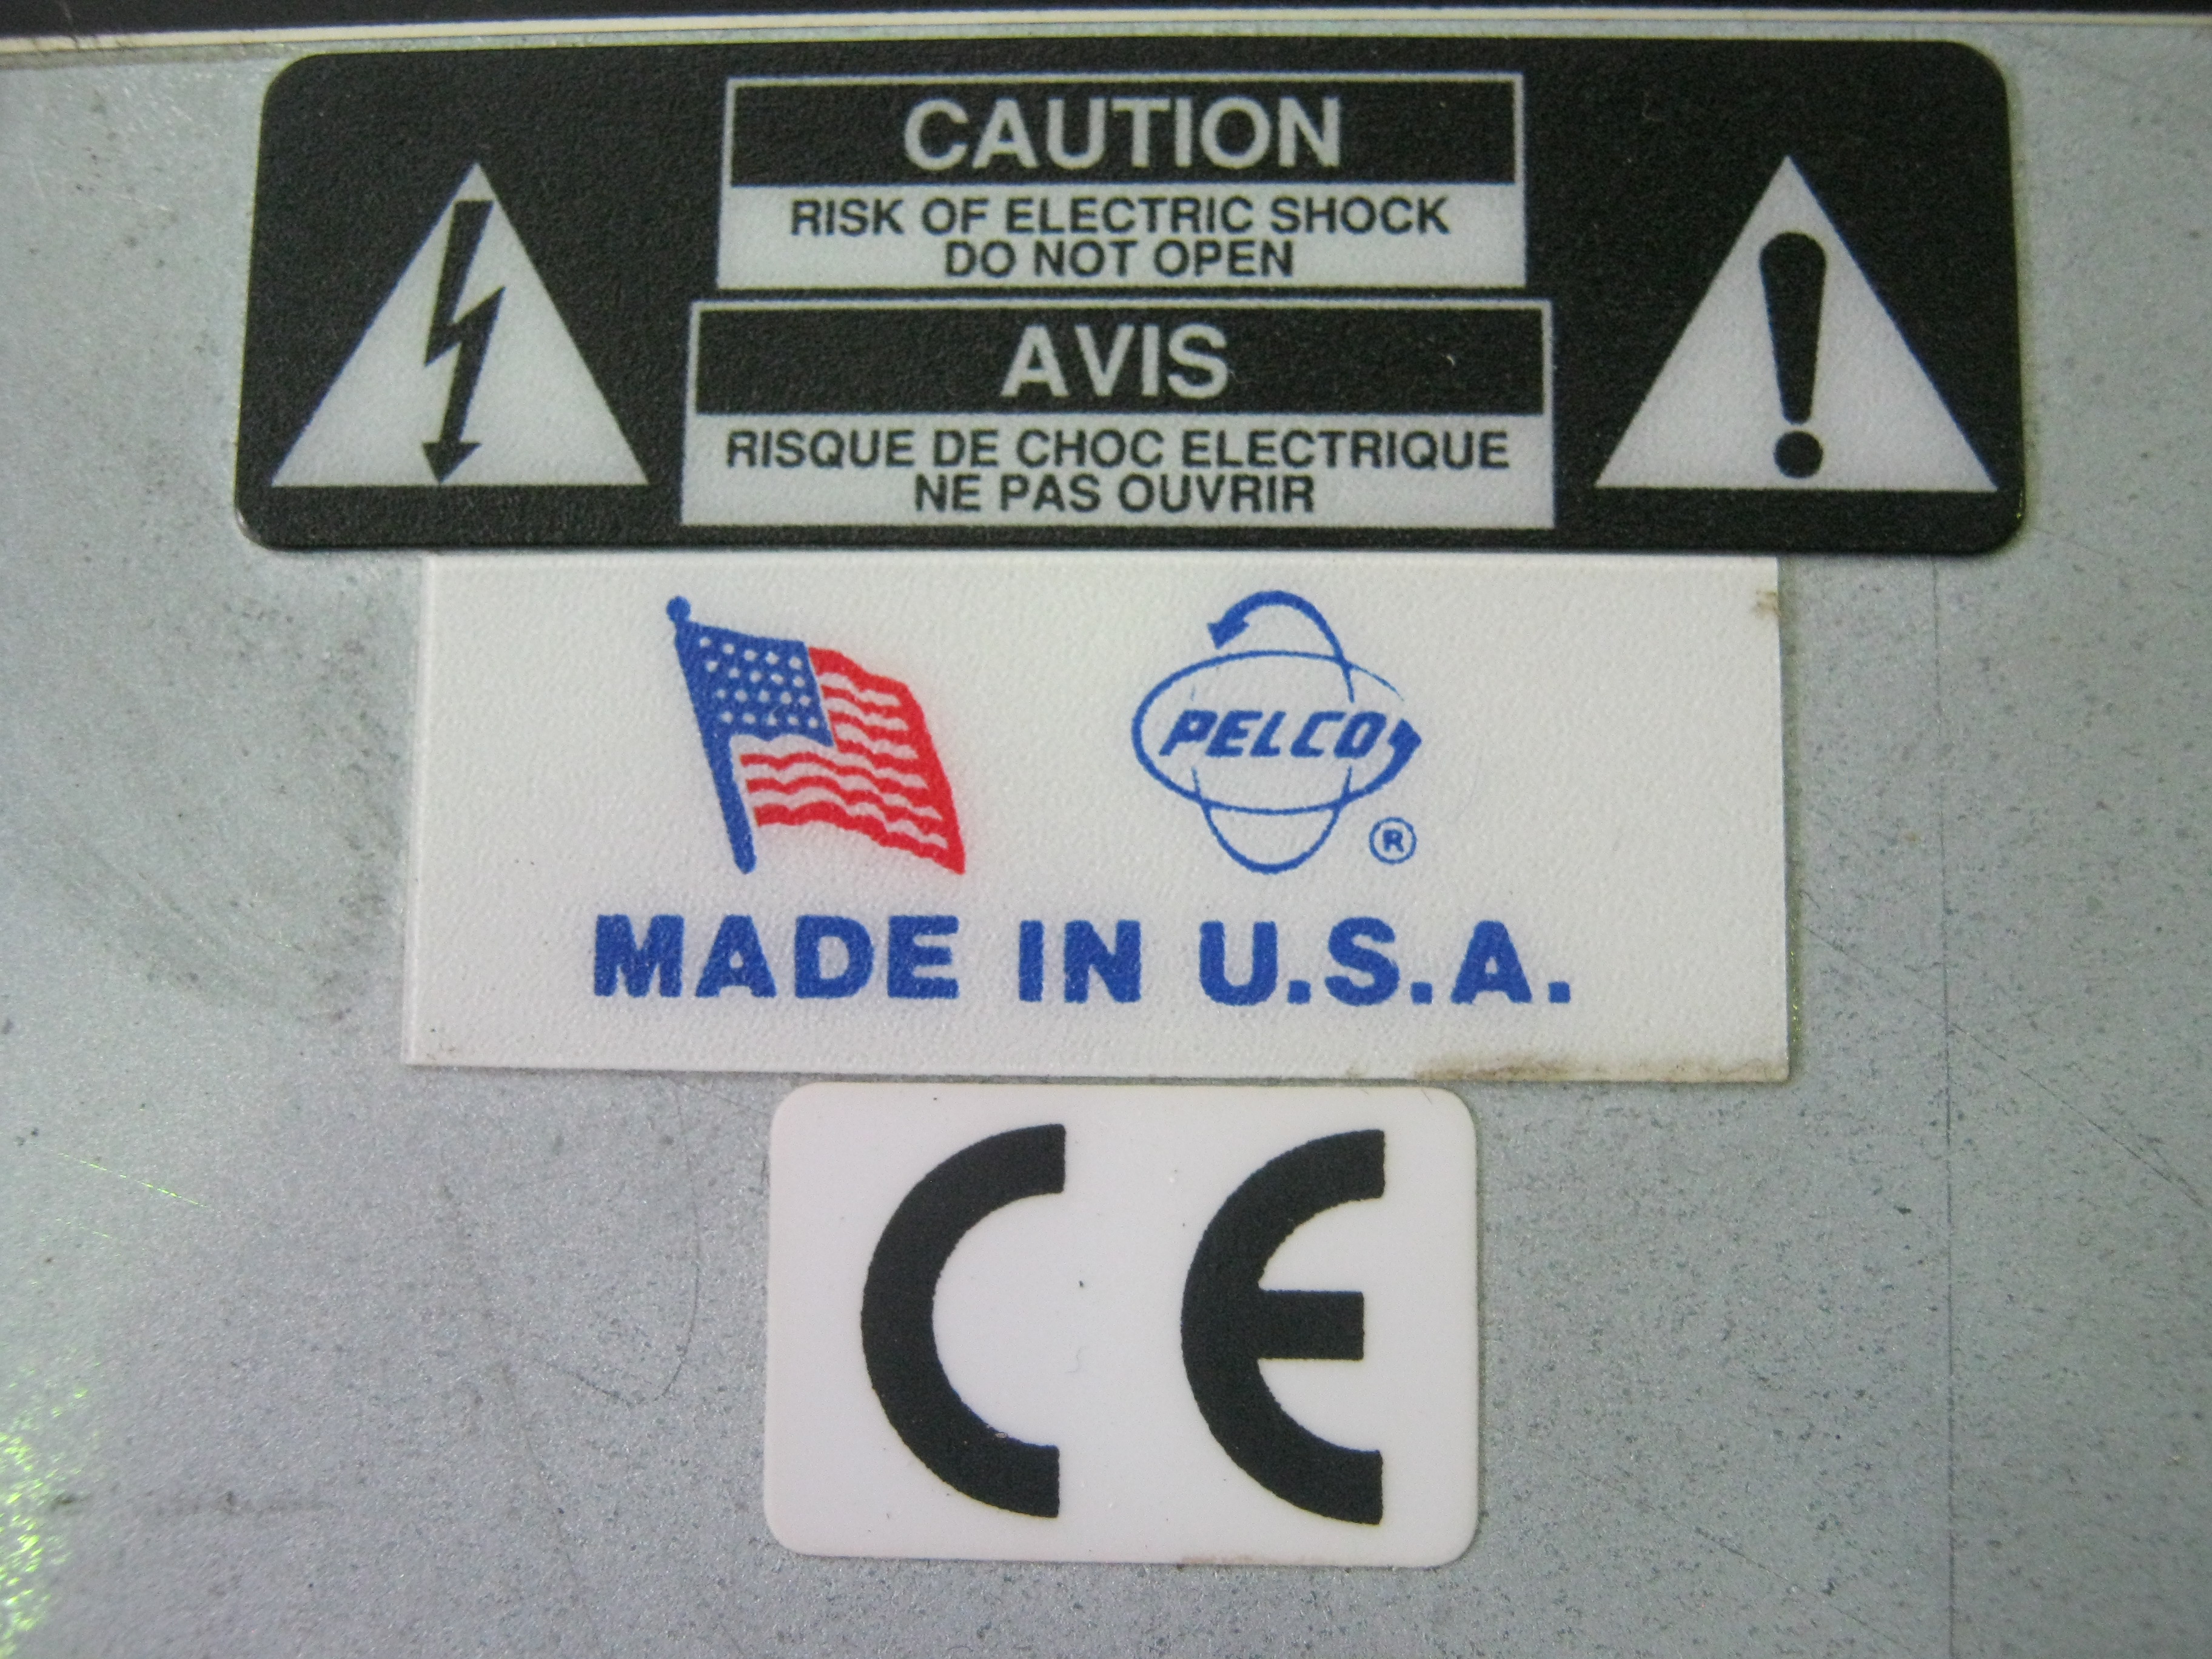 CAUTION
RISK OF ELECTRIC SHOCK
DO NOT OPEN
AVIS
RISQUE DE CHOC ELECTRIQUE
NE PAS OUVRIR
PELCO
®
MADE IN U.S.A.
CE